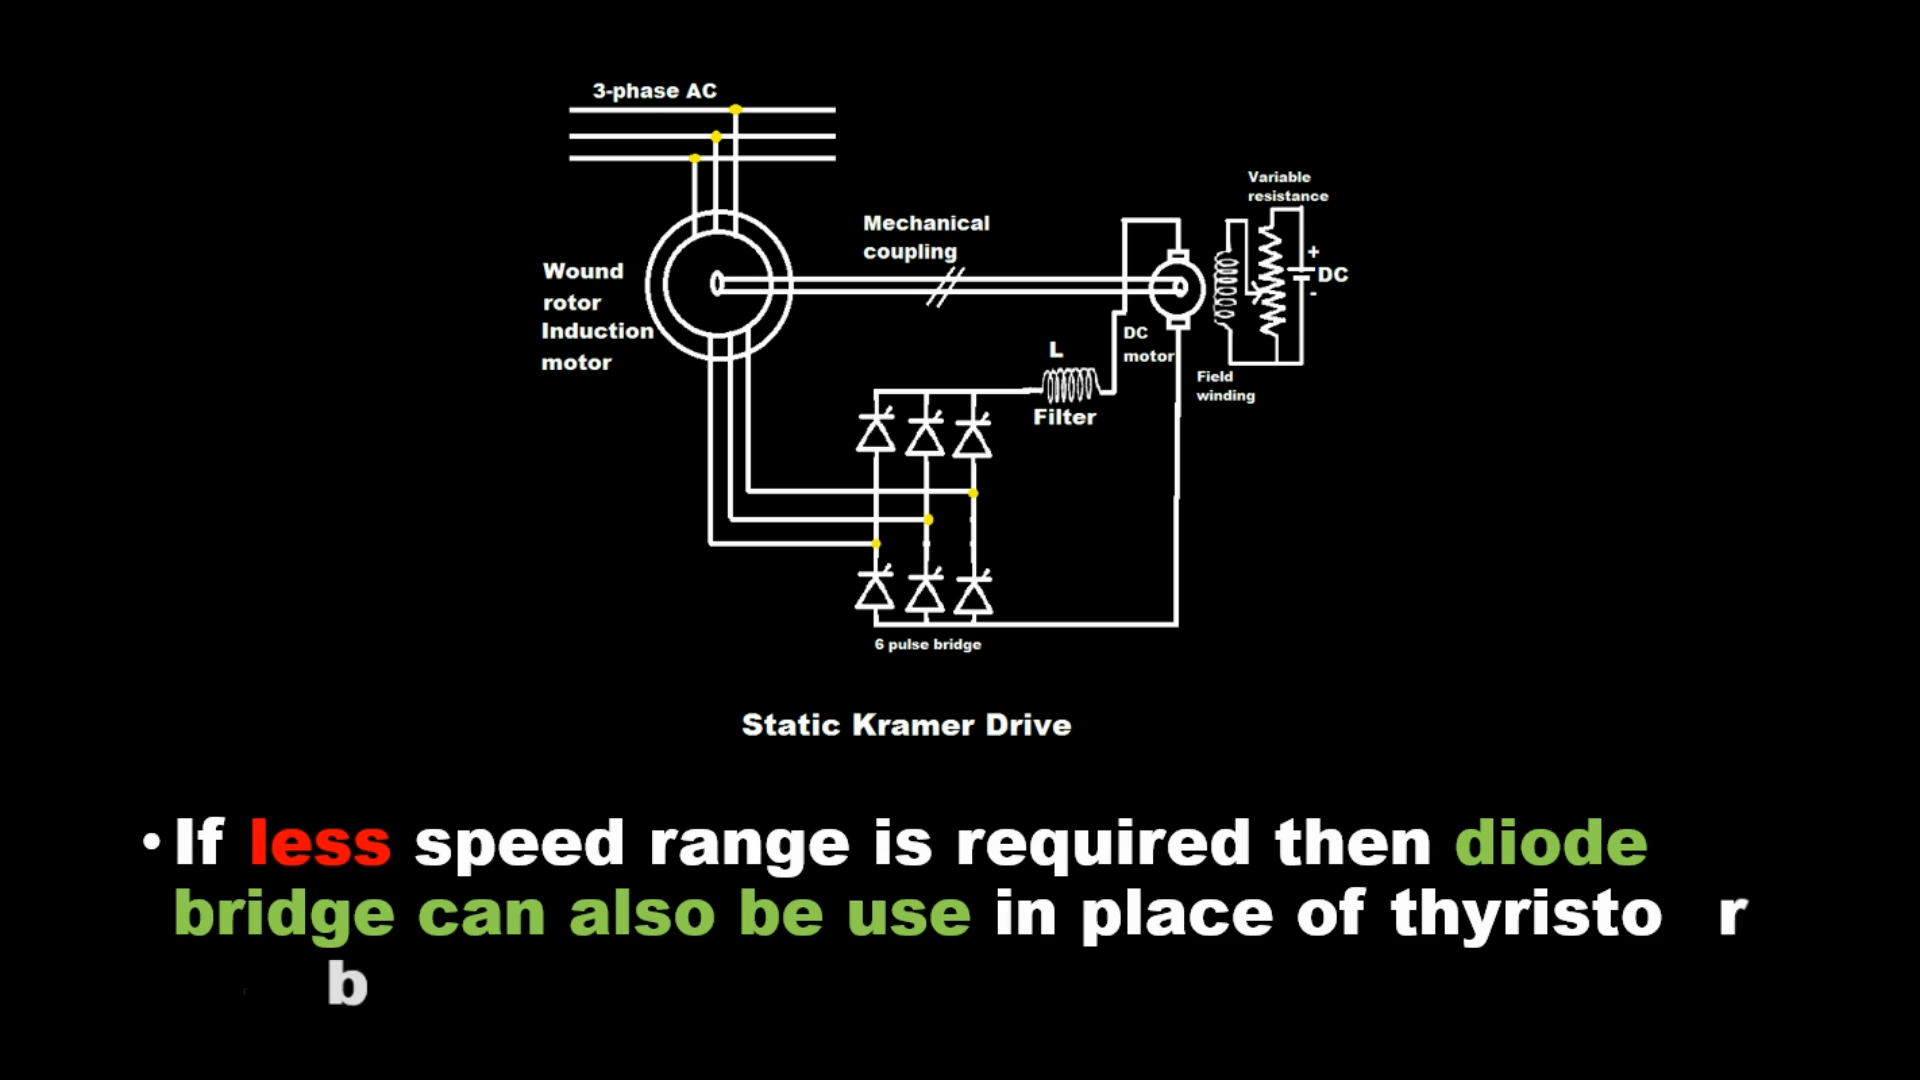 3-phase AC
Variable
resistance
Mechanical
coupling
+
DC
-
Wound
rotor
Induction
motor
DC
motor
L
Filter
Field
winding
6 pulse bridge
Static Kramer Drive
• If less speed range is required then diode
bridge can also be use in place of thyristo r
r b